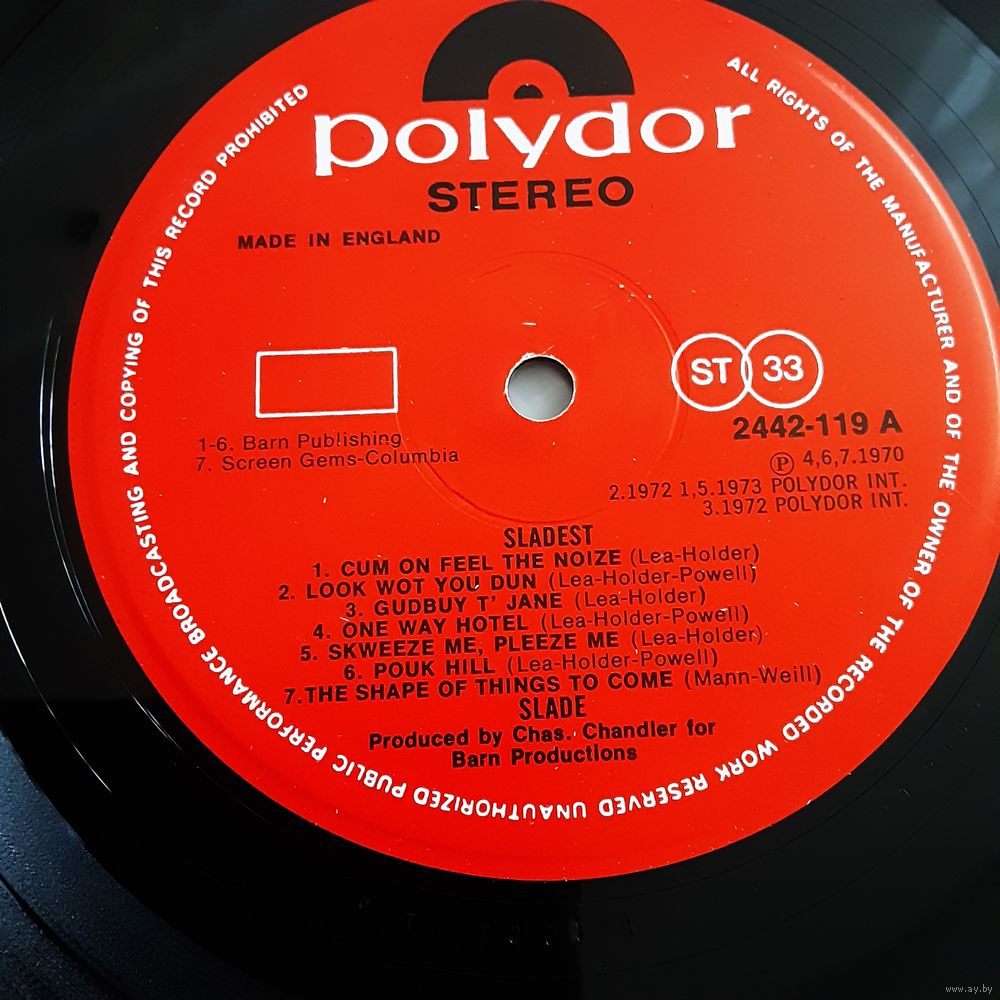 polydor
STEREO
MADE IN ENGLAND
ST 33
2442-119 A
1-6. Barn Publishing
7. Screen Gems-Columbia
Ⓟ 4,6,7.1970
2.1972 1,5.1973 POLYDOR INT.
3.1972 POLYDOR INT.
SLADEST
1. CUM ON FEEL THE NOIZE (Lea-Holder)
2. LOOK WOT YOU DUN (Lea-Holder-Powell)
3. GUDBUY T' JANE (Lea-Holder)
4. ONE WAY HOTEL (Lea-Holder-Powell)
5. SKWEEZE ME, PLEEZE ME (Lea-Holder)
6. POUK HILL (Lea-Holder-Powell)
7. THE SHAPE OF THINGS TO COME (Mann-Weill)
SLADE
Produced by Chas. Chandler for
Barn Productions
ALL RIGHTS OF THE MANUFACTURER AND OF THE OWNER OF THE RECORDED WORK RESERVED UNAUTHORIZED PUBLIC PERFORMANCE BROADCASTING AND COPYING OF THIS RECORD PROHIBITED
www.ay.by